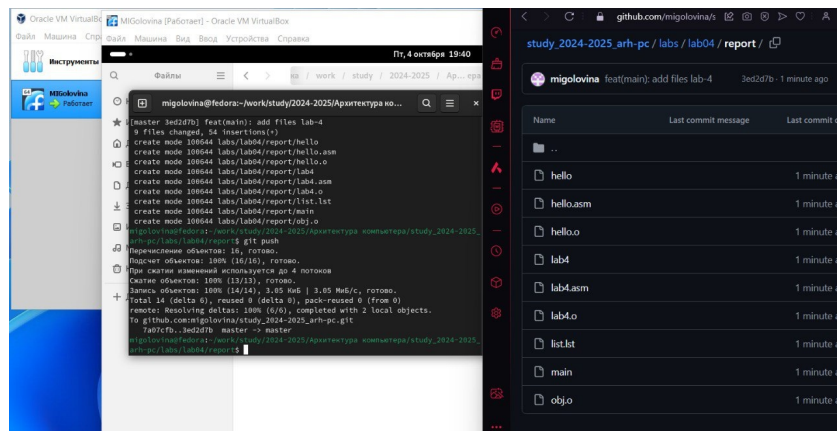 Oracle VM VirtualBo
Файл Машина Спр
Инструменты
MIGolovina
Работает
MIGolovina [Работает] - Oracle VM VirtualBox
Файл Машина Вид Ввод Устройства Справка
Пт, 4 октября 19:40
Файлы
/ work / study / 2024-2025 /
migolovina@fedora:~/work/study/2024-2025/Архитектура ко...
[master 3ed2d7b] feat(main): add files lab-4
9 files changed, 54 insertions(+)
create mode 100644 labs/lab04/report/hello
create mode 100644 labs/lab04/report/hello.asm
create mode 100644 labs/lab04/report/hello.o
create mode 100644 labs/lab04/report/lab4
create mode 100644 labs/lab04/report/lab4.asm
create mode 100644 labs/lab04/report/lab4.o
create mode 100644 labs/lab04/report/list.lst
create mode 100644 labs/lab04/report/main
create mode 100644 labs/lab04/report/obj.o
migolovina@fedora:~/work/study/2024-2025/Архитектура компьютера/study_2024-2025_
arh-pc/labs/lab04/report$ git push
Перечисление объектов: 16, готово.
Подсчет объектов: 100% (16/16), готово.
При сжатии изменений используется до 4 потоков
Сжатие объектов: 100% (13/13), готово.
Запись объектов: 100% (14/14), 3.05 КиБ | 3.05 МиБ/с, готово.
Total 14 (delta 6), reused 0 (delta 0), pack-reused 0 (from 0)
remote: Resolving deltas: 100% (6/6), completed with 2 local objects.
To github.com:migolovina/study_2024-2025_arh-pc.git
7a07cfb..3ed2d7b master -> master
migolovina@fedora:~/work/study/2024-2025/Архитектура компьютера/study_2024-2025_
arh-pc/labs/lab04/report$
github.com/migolovina/s
study_2024-2025_arh-pc / labs / lab04 / report /
migolovina feat(main): add files lab-4 3ed2d7b · 1 minute ago
Name Last commit message Last commit
..
hello 1 minute
hello.asm 1 minute
hello.o 1 minute
lab4 1 minute
lab4.asm 1 minute
lab4.o 1 minute
list.lst 1 minute
main 1 minute
obj.o 1 minute